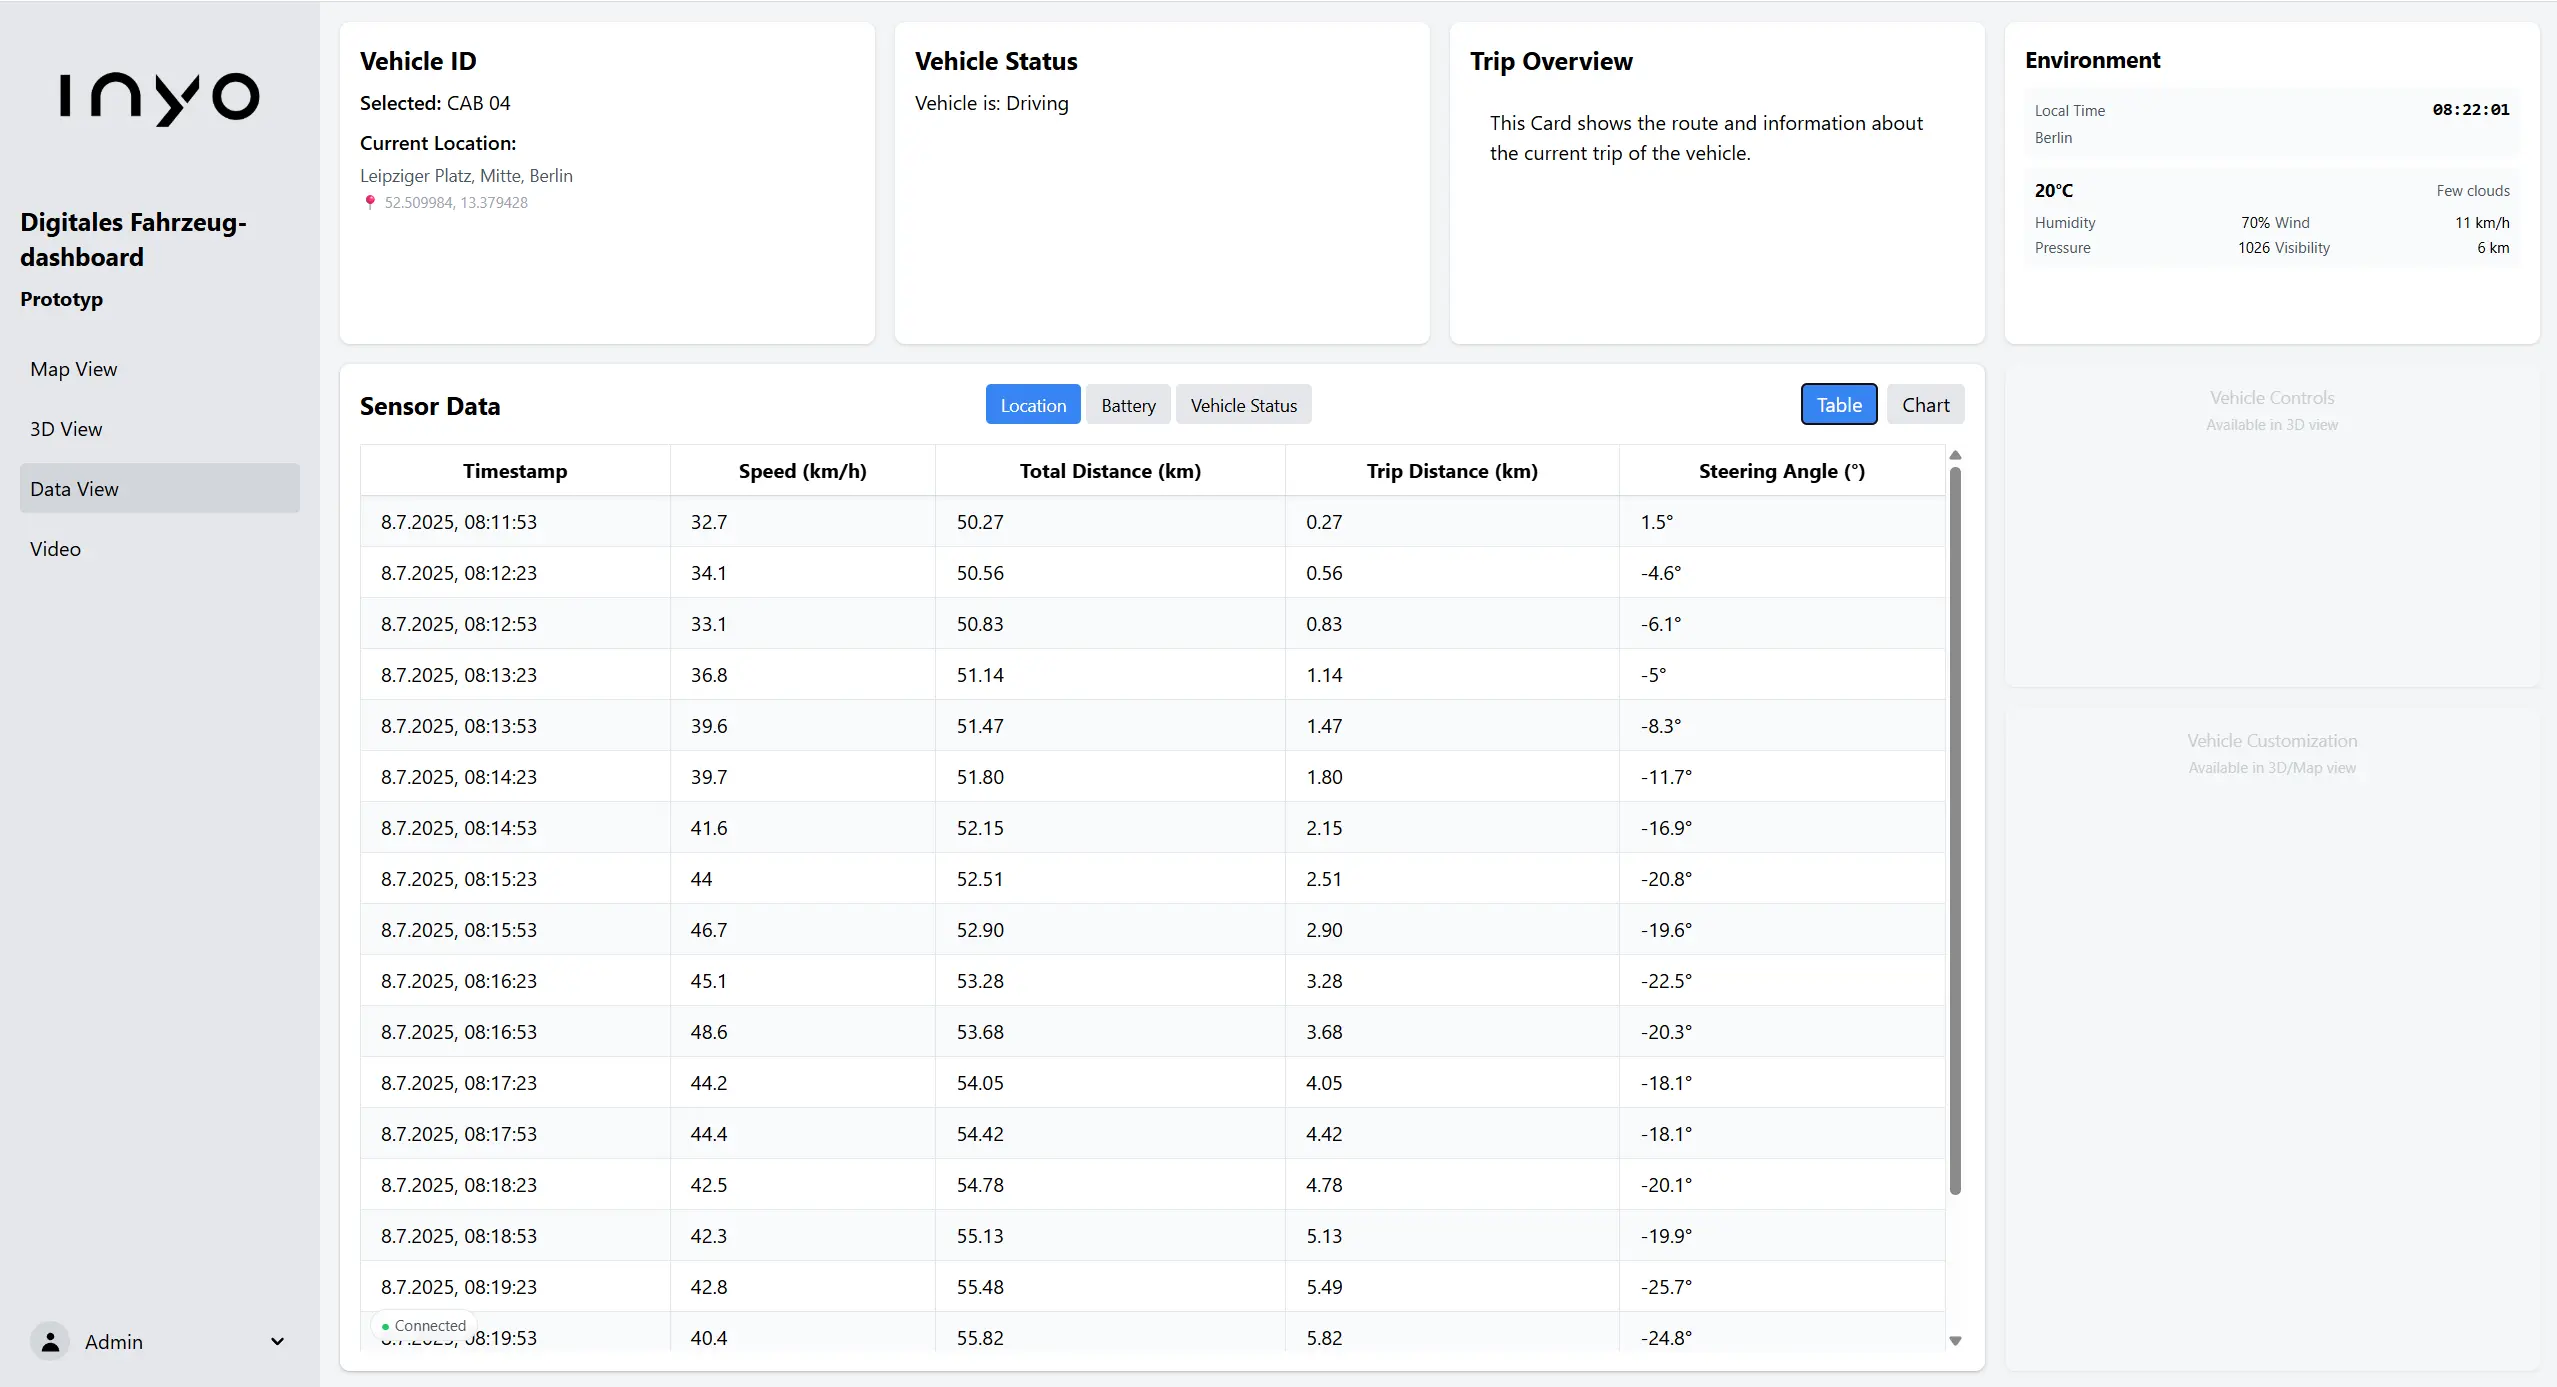 INYO
Digitales Fahrzeug-
dashboard
Prototyp
Map View
3D View
Data View
Video
Admin
Vehicle ID
Selected: CAB 04
Current Location:
Leipziger Platz, Mitte, Berlin
52.509984, 13.379428
Vehicle Status
Vehicle is: Driving
Trip Overview
This Card shows the route and information about
the current trip of the vehicle.
Environment
Local Time 08:22:01
Berlin
20°C Few clouds
Humidity 70% Wind 11 km/h
Pressure 1026 Visibility 6 km
Sensor Data Location Battery Vehicle Status Table Chart
Timestamp Speed (km/h) Total Distance (km) Trip Distance (km) Steering Angle (°)
8.7.2025, 08:11:53 32.7 50.27 0.27 1.5°
8.7.2025, 08:12:23 34.1 50.56 0.56 -4.6°
8.7.2025, 08:12:53 33.1 50.83 0.83 -6.1°
8.7.2025, 08:13:23 36.8 51.14 1.14 -5°
8.7.2025, 08:13:53 39.6 51.47 1.47 -8.3°
8.7.2025, 08:14:23 39.7 51.80 1.80 -11.7°
8.7.2025, 08:14:53 41.6 52.15 2.15 -16.9°
8.7.2025, 08:15:23 44 52.51 2.51 -20.8°
8.7.2025, 08:15:53 46.7 52.90 2.90 -19.6°
8.7.2025, 08:16:23 45.1 53.28 3.28 -22.5°
8.7.2025, 08:16:53 48.6 53.68 3.68 -20.3°
8.7.2025, 08:17:23 44.2 54.05 4.05 -18.1°
8.7.2025, 08:17:53 44.4 54.42 4.42 -18.1°
8.7.2025, 08:18:23 42.5 54.78 4.78 -20.1°
8.7.2025, 08:18:53 42.3 55.13 5.13 -19.9°
8.7.2025, 08:19:23 42.8 55.48 5.49 -25.7°
Connected
8.7.2025, 08:19:53 40.4 55.82 5.82 -24.8°
Vehicle Controls
Available in 3D view
Vehicle Customization
Available in 3D/Map view